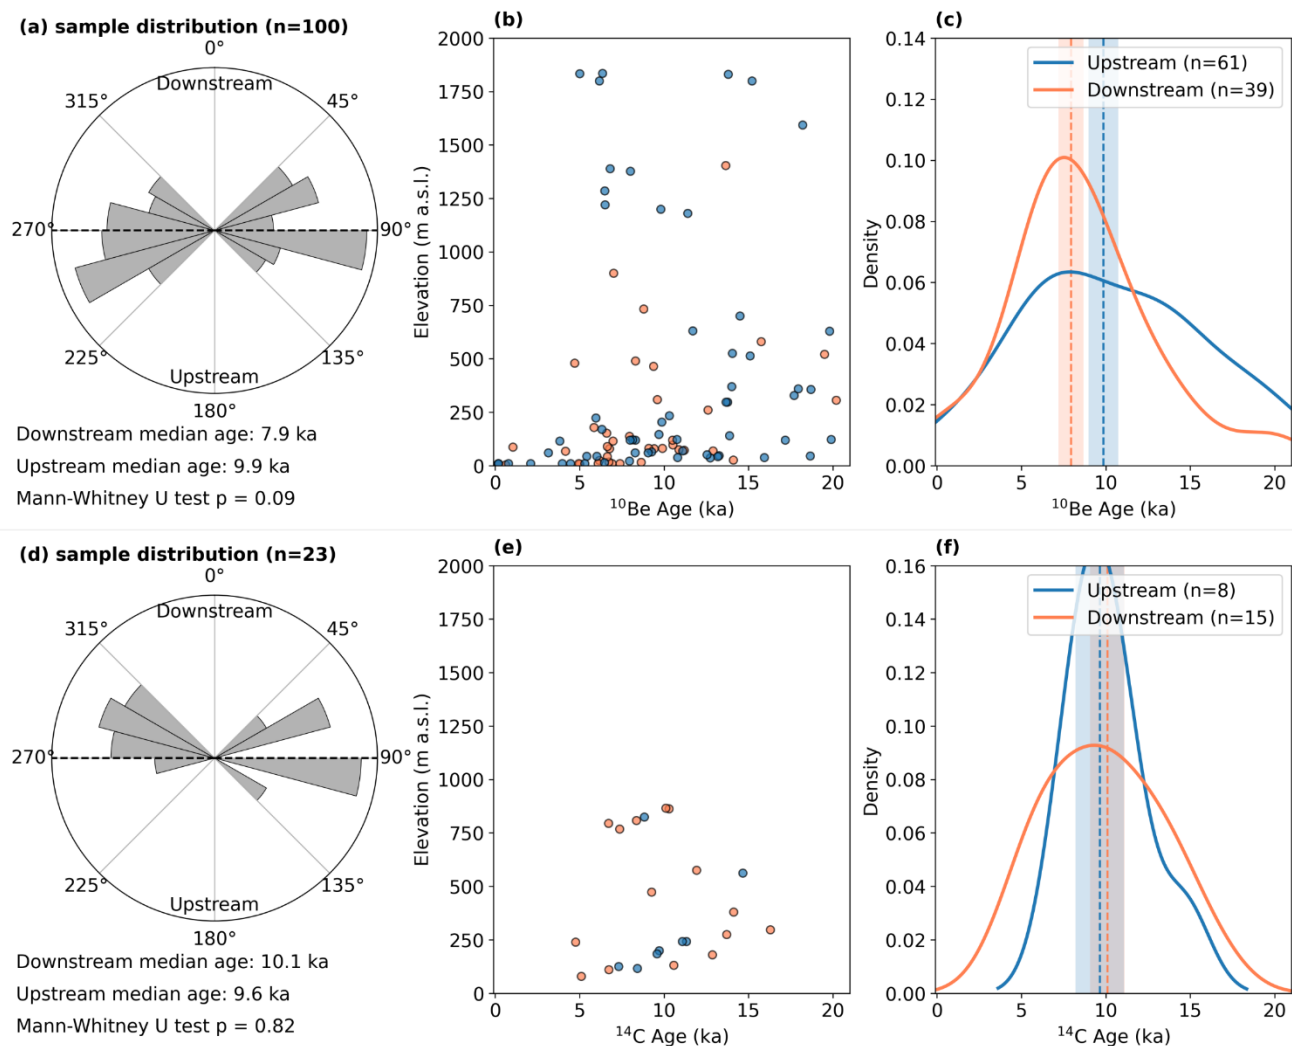 (a) sample distribution (n=100)
0°
Downstream
315°
45°
270°
90°
225°
135°
Upstream
180°
Downstream median age: 7.9 ka
Upstream median age: 9.9 ka
Mann-Whitney U test p = 0.09
(b)
2000
1750
1500
1250
1000
750
500
250
0
Elevation (m a.s.l.)
0
5
10
15
20
¹⁰Be Age (ka)
(c)
0.14
0.12
0.10
0.08
0.06
0.04
0.02
0.00
Density
Upstream (n=61)
Downstream (n=39)
0
5
10
15
20
¹⁰Be Age (ka)
(d) sample distribution (n=23)
0°
Downstream
315°
45°
270°
90°
225°
135°
Upstream
180°
Downstream median age: 10.1 ka
Upstream median age: 9.6 ka
Mann-Whitney U test p = 0.82
(e)
2000
1750
1500
1250
1000
750
500
250
0
Elevation (m a.s.l.)
0
5
10
15
20
¹⁴C Age (ka)
(f)
0.16
0.14
0.12
0.10
0.08
0.06
0.04
0.02
0.00
Density
Upstream (n=8)
Downstream (n=15)
0
5
10
15
20
¹⁴C Age (ka)